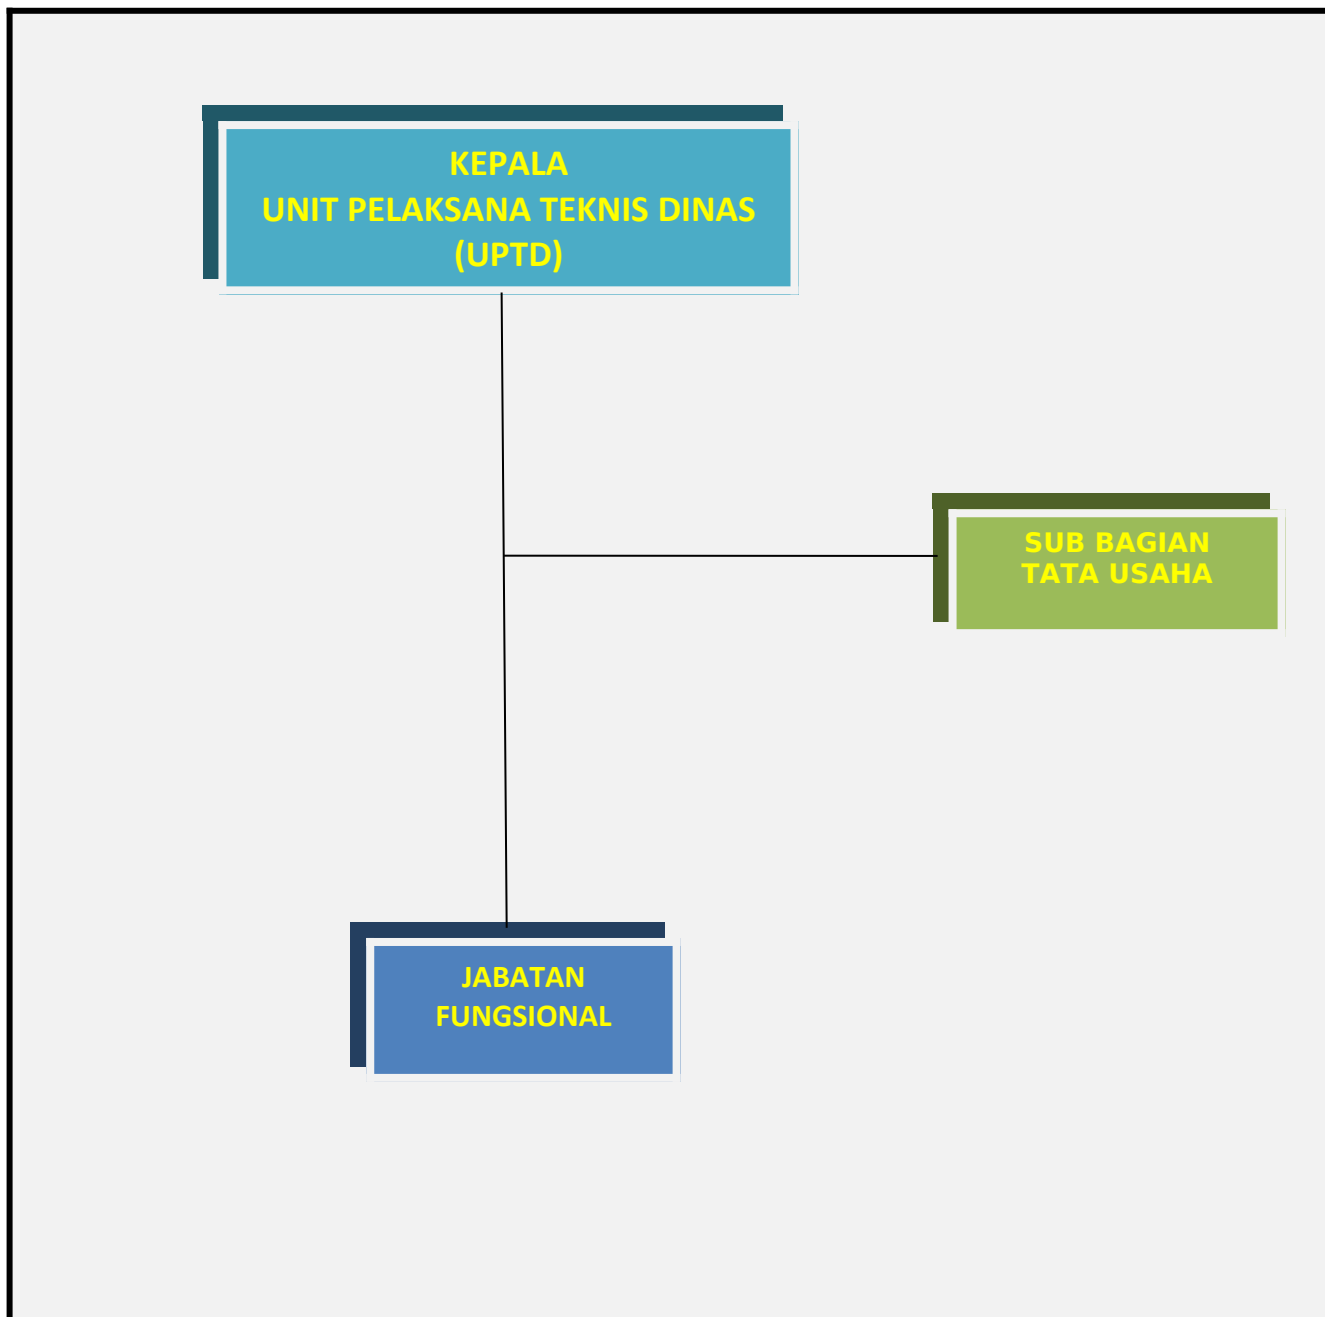 KEPALA
UNIT PELAKSANA TEKNIS DINAS
(UPTD)
SUB BAGIAN
TATA USAHA
JABATAN
FUNGSIONAL